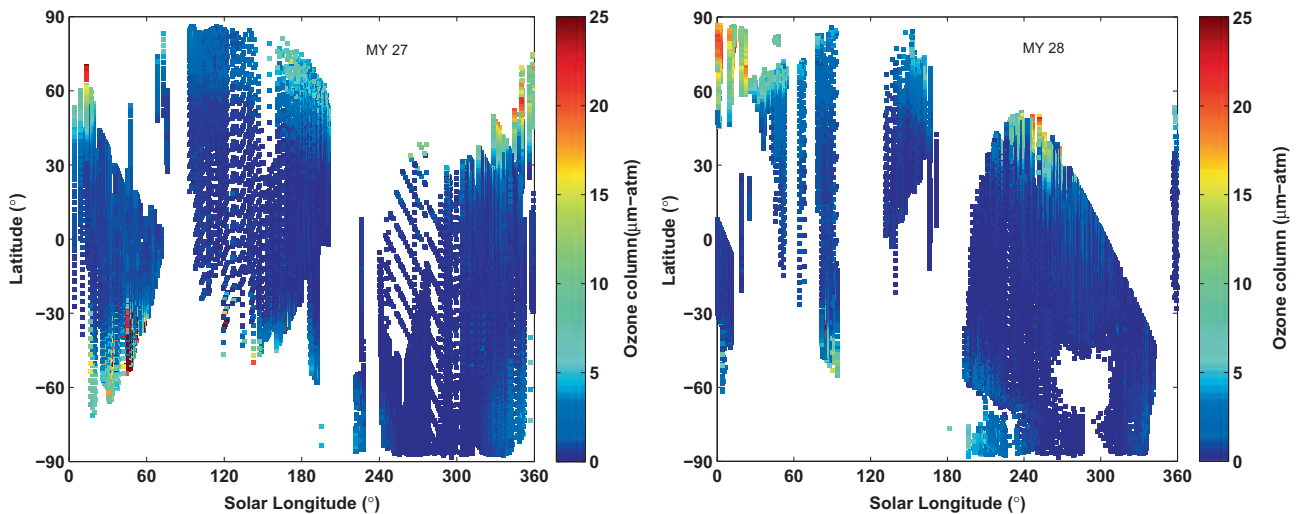 MY 27
90
60
30
0
−30
−60
−90
Latitude (°)
0 60 120 180 240 300 360
Solar Longitude (°)
25
20
15
10
5
0
Ozone column(μm−atm)
MY 28
90
60
30
0
−30
−60
−90
Latitude (°)
0 60 120 180 240 300 360
Solar Longitude (°)
25
20
15
10
5
0
Ozone column (μm−atm)